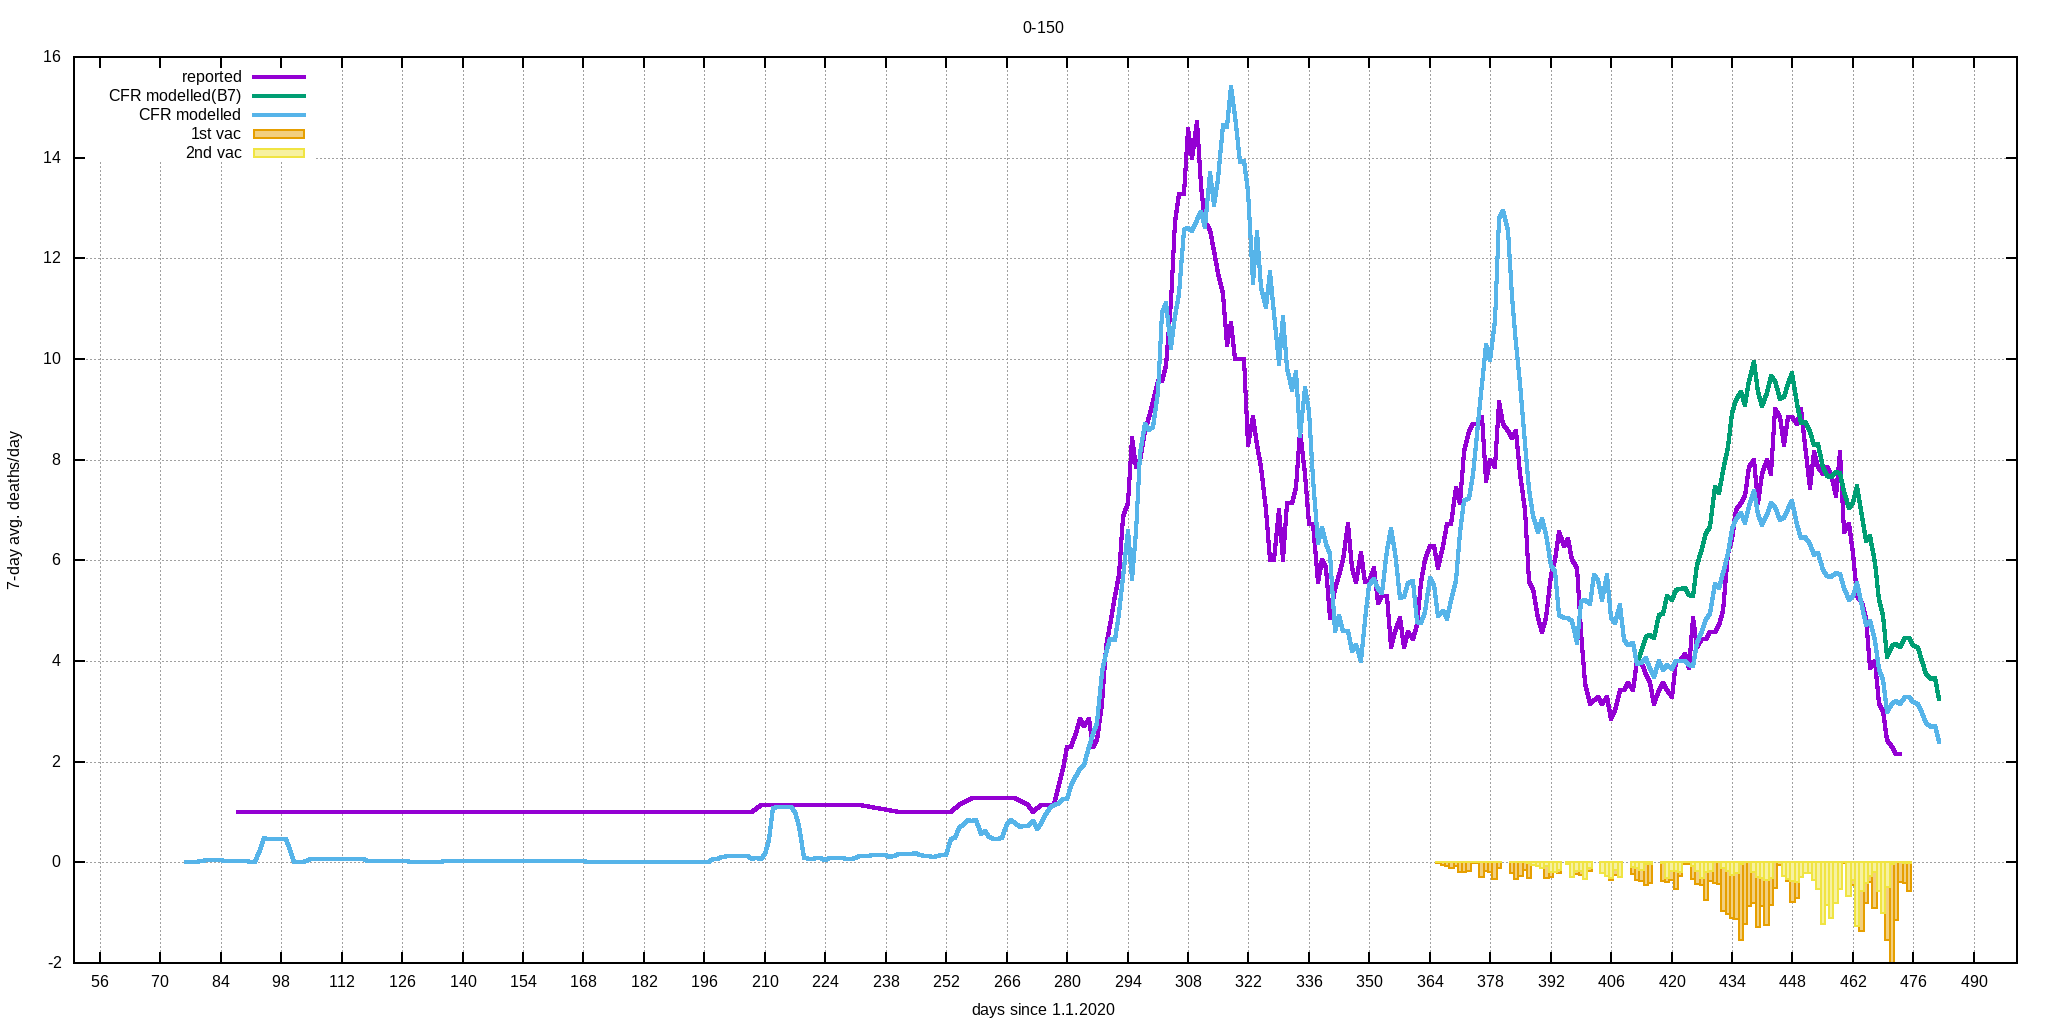 0-150
16
14
12
10
8
6
4
2
0
-2
7-day avg. deaths/day
reported
CFR modelled(B7)
CFR modelled
1st vac
2nd vac
56 70 84 98 112 126 140 154 168 182 196 210 224 238 252 266 280 294 308 322 336 350 364 378 392 406 420 434 448 462 476 490
days since 1.1.2020